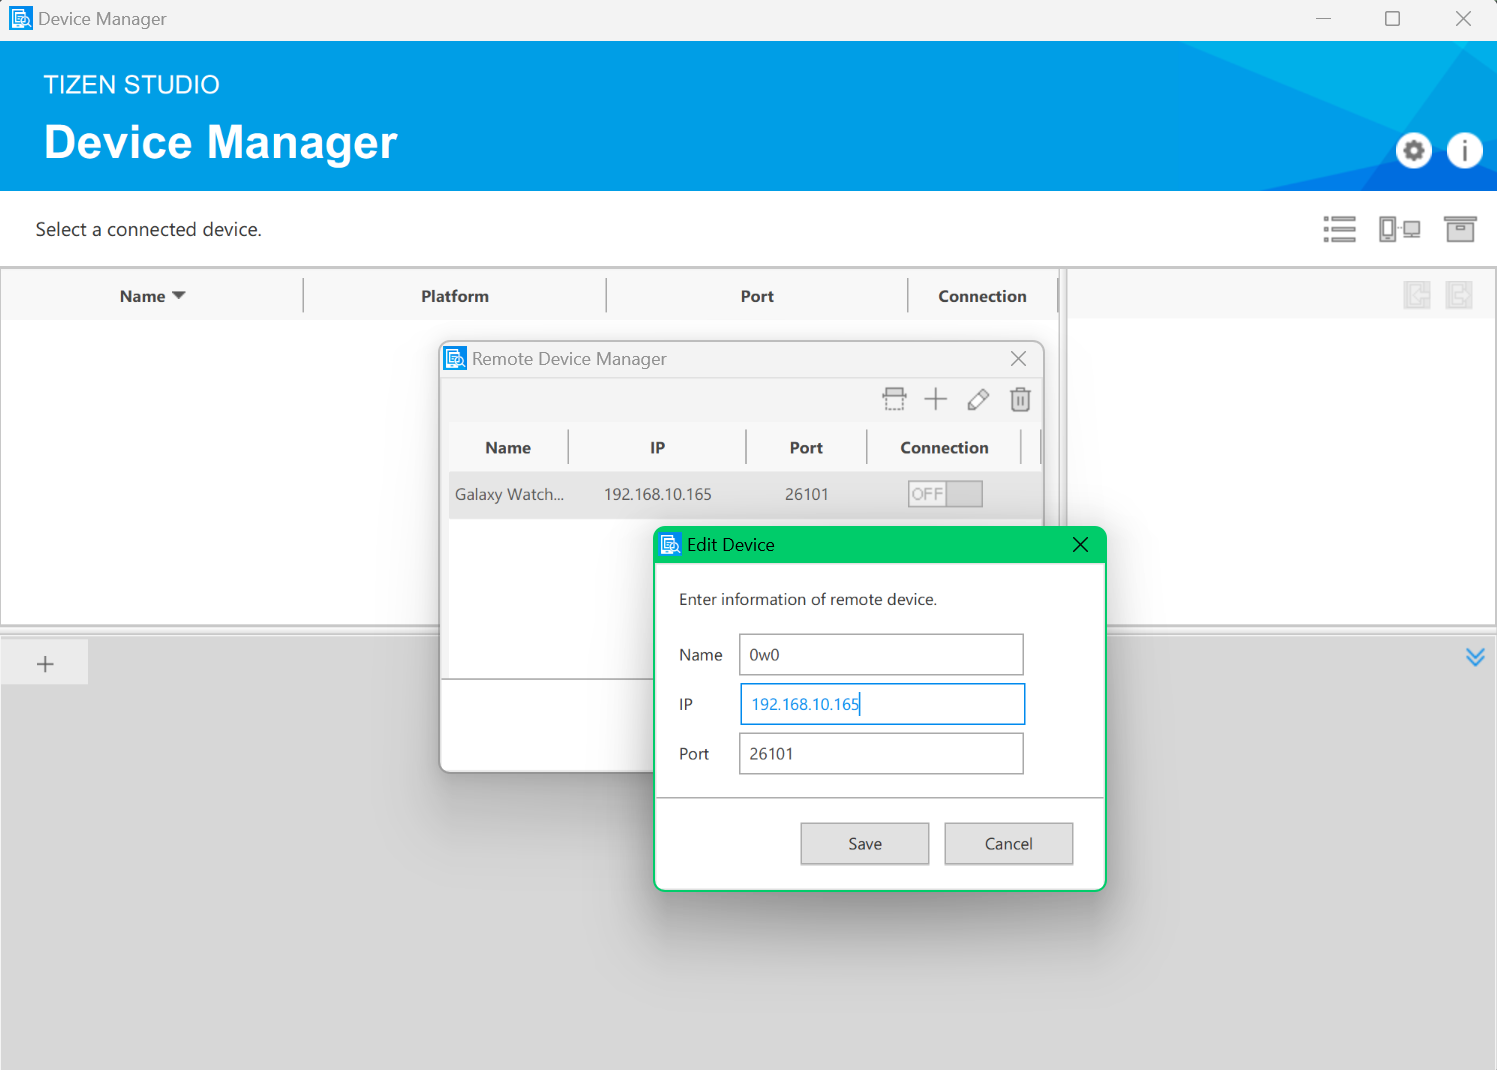 Device Manager
TIZEN STUDIO
Device Manager
Select a connected device.
Name Platform Port Connection
Remote Device Manager
Name IP Port Connection
Galaxy Watch... 192.168.10.165 26101 OFF
Edit Device
Enter information of remote device.
Name 0w0
IP 192.168.10.165
Port 26101
Save Cancel